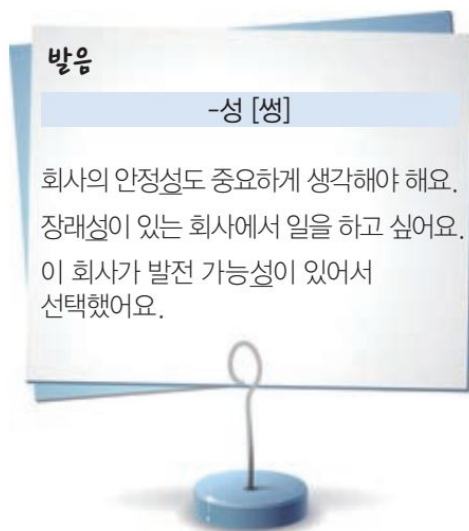 발음
-성 [썽]
회사의 안정성도 중요하게 생각해야 해요.
장래성이 있는 회사에서 일을 하고 싶어요.
이 회사가 발전 가능성이 있어서
선택했어요.